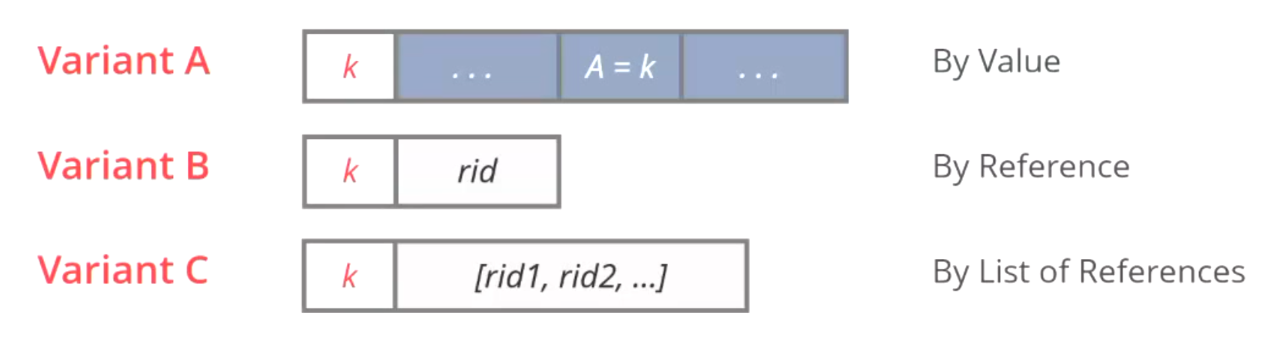 Variant A k ... A = k ... By Value
Variant B k rid By Reference
Variant C k [rid1, rid2, ...] By List of References